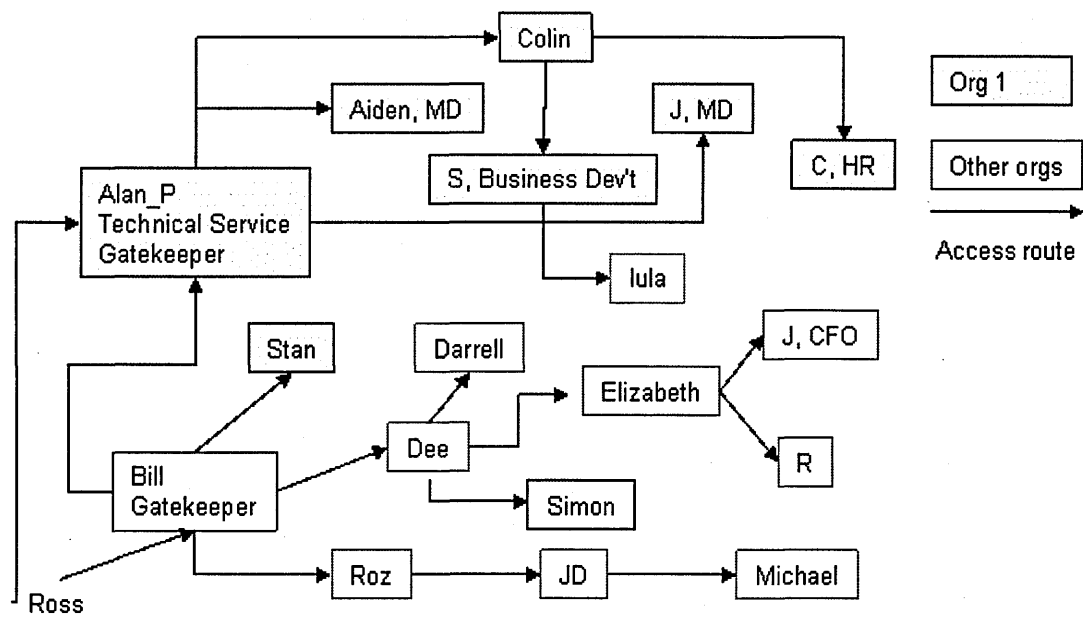 Colin
Aiden, MD
J, MD
Org 1
C, HR
Other orgs
S, Business Dev't
Alan_P
Technical Service
Gatekeeper
Access route
Iula
Stan
Darrell
J, CFO
Elizabeth
Dee
R
Bill
Gatekeeper
Simon
Roz
JD
Michael
Ross